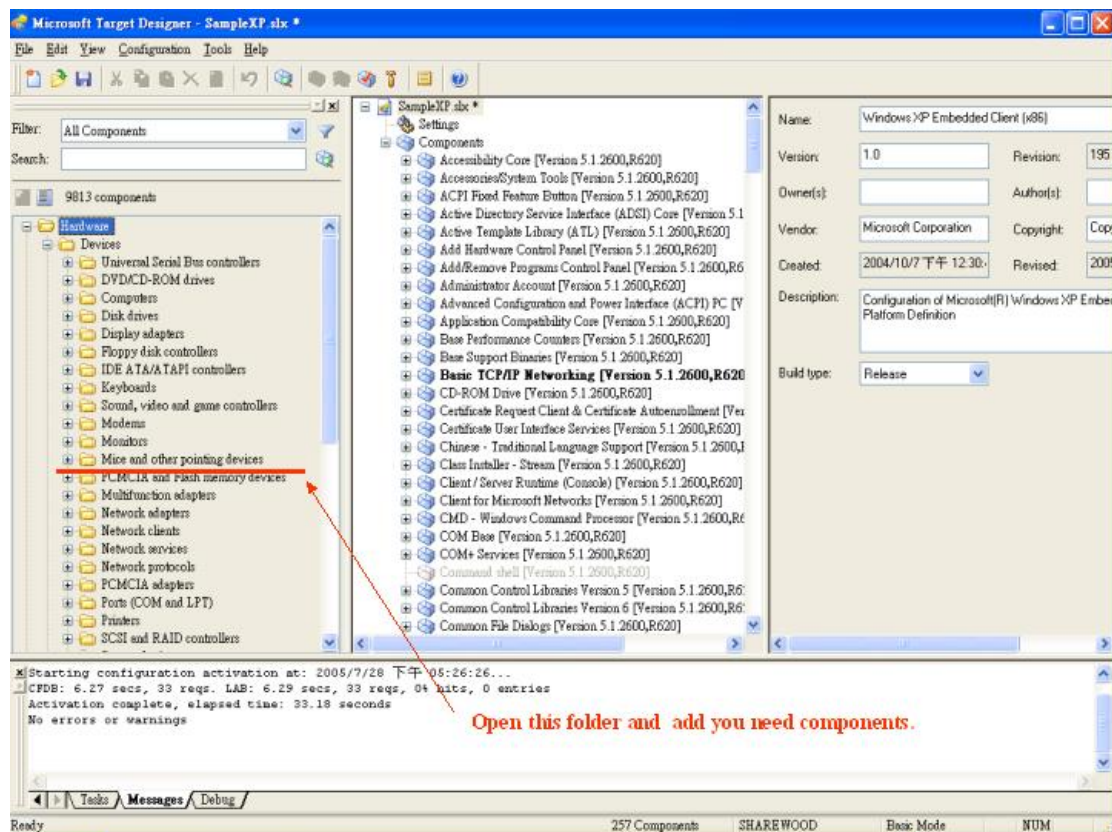 Microsoft Target Designer - SampleXP.slx *
File Edit View Configuration Tools Help
Filter: All Components
Search:
9813 components
Hardware
Devices
Universal Serial Bus controllers
DVD/CD-ROM drives
Computers
Disk drives
Display adapters
Floppy disk controllers
IDE ATA/ATAPI controllers
Keyboards
Sound, video and game controllers
Modems
Monitors
Mice and other pointing devices
PCMCIA and Flash memory devices
Multifunction adapters
Network adapters
Network clients
Network services
Network protocols
PCMCIA adapters
Ports (COM and LPT)
Printers
SCSI and RAID controllers
SampleXP.slx *
Settings
Components
Accessibility Core [Version 5.1.2600,R620]
Accessories/System Tools [Version 5.1.2600,R620]
ACPI Fixed Feature Button [Version 5.1.2600,R620]
Active Directory Service Interface (ADSI) Core [Version 5.1
Active Template Library (ATL) [Version 5.1.2600,R620]
Add Hardware Control Panel [Version 5.1.2600,R620]
Add/Remove Programs Control Panel [Version 5.1.2600,R6
Administrator Account [Version 5.1.2600,R620]
Advanced Configuration and Power Interface (ACPI) PC [V
Application Compatibility Core [Version 5.1.2600,R620]
Base Performance Counters [Version 5.1.2600,R620]
Base Support Binaries [Version 5.1.2600,R620]
Basic TCP/IP Networking [Version 5.1.2600,R620
CD-ROM Drive [Version 5.1.2600,R620]
Certificate Request Client & Certificate Autoenrollment [Ver
Certificate User Interface Services [Version 5.1.2600,R620]
Chinese - Traditional Language Support [Version 5.1.2600,
Class Installer - Stream [Version 5.1.2600,R620]
Client / Server Runtime (Console) [Version 5.1.2600,R620]
Client for Microsoft Networks [Version 5.1.2600,R620]
CMD - Windows Command Processor [Version 5.1.2600,R6
COM Base [Version 5.1.2600,R620]
COM+ Services [Version 5.1.2600,R620]
Command shell [Version 5.1.2600,R620]
Common Control Libraries Version 5 [Version 5.1.2600,R6
Common Control Libraries Version 6 [Version 5.1.2600,R6
Common File Dialogs [Version 5.1.2600,R620]
Name: Windows XP Embedded Client (x86)
Version: 1.0 Revision: 195
Owner(s): Author(s):
Vendor: Microsoft Corporation Copyright: Cop
Created: 2004/10/7 下午 12:30: Revised: 2005
Description: Configuration of Microsoft(R) Windows XP Ember
Platform Definition
Build type: Release
Starting configuration activation at: 2005/7/28 下午 05:26:26...
CFDB: 6.27 secs, 33 reqs. LAB: 6.29 secs, 33 reqs, 0% hits, 0 entries
Activation complete, elapsed time: 33.18 seconds
No errors or warnings
Open this folder and add you need components.
Tasks Messages Debug
Ready 257 Components SHAREWOOD Basic Mode NUM